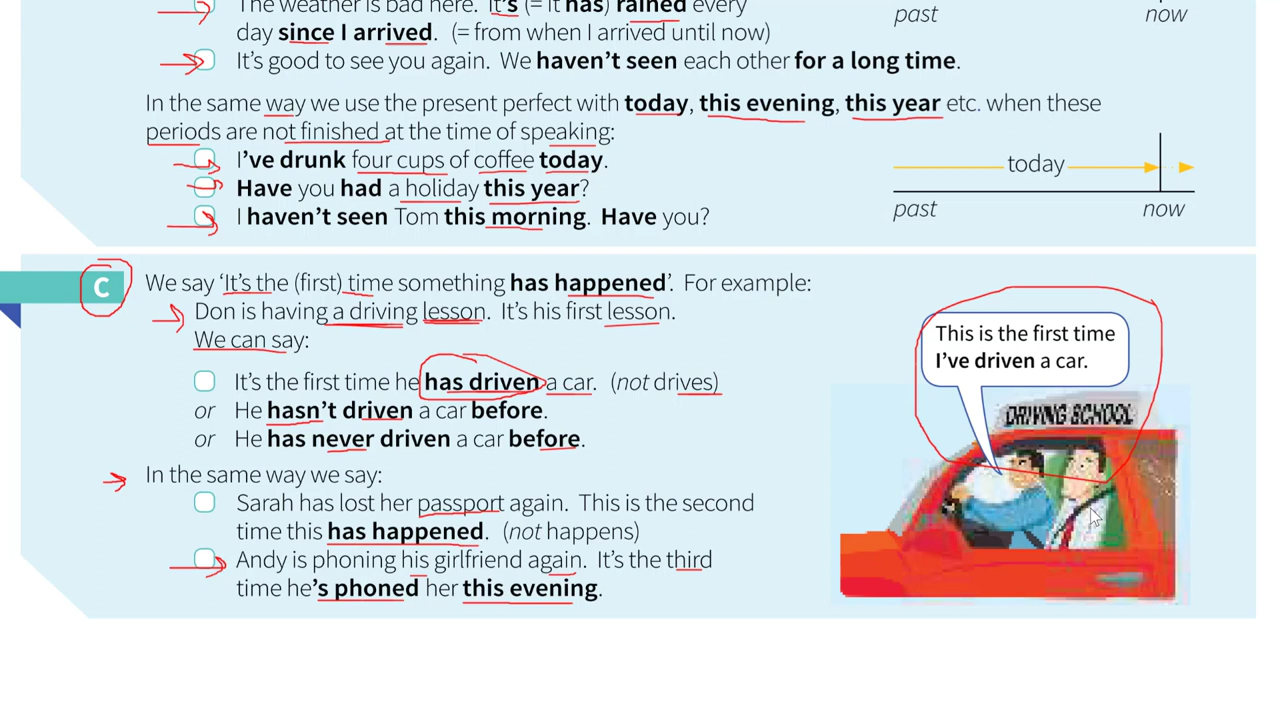 The weather is bad here. It's (= it has) rained every
day since I arrived. (= from when I arrived until now)
It's good to see you again. We haven't seen each other for a long time.
past now
In the same way we use the present perfect with today, this evening, this year etc. when these
periods are not finished at the time of speaking:
I've drunk four cups of coffee today.
Have you had a holiday this year?
I haven't seen Tom this morning. Have you?
today
past now
C
We say 'It's the (first) time something has happened'. For example:
Don is having a driving lesson. It's his first lesson.
We can say:
It's the first time he has driven a car. (not drives)
or He hasn't driven a car before.
or He has never driven a car before.
In the same way we say:
Sarah has lost her passport again. This is the second
time this has happened. (not happens)
Andy is phoning his girlfriend again. It's the third
time he's phoned her this evening.
This is the first time
I've driven a car.
DRIVING SCHOOL